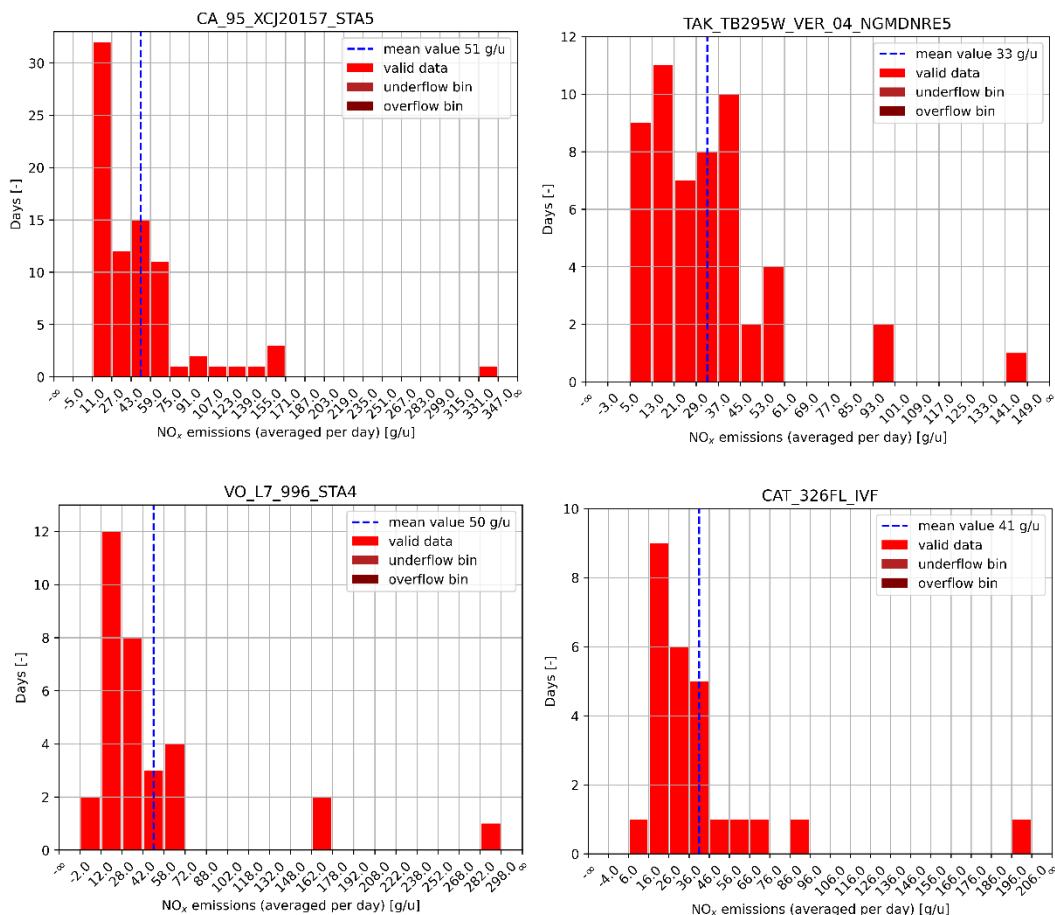 CA_95_XCJ20157_STA5
mean value 51 g/u
valid data
underflow bin
overflow bin
Days [-]
30
25
20
15
10
5
0
-∞ -5.0 11.0 27.0 43.0 59.0 75.0 91.0 107.0 123.0 139.0 155.0 171.0 187.0 203.0 219.0 235.0 251.0 267.0 283.0 299.0 315.0 331.0 347.0 ∞
NOₓ emissions (averaged per day) [g/u]
TAK_TB295W_VER_04_NGMDNRE5
mean value 33 g/u
valid data
underflow bin
overflow bin
Days [-]
12
10
8
6
4
2
0
-∞ -3.0 5.0 13.0 21.0 29.0 37.0 45.0 53.0 61.0 69.0 77.0 85.0 93.0 101.0 109.0 117.0 125.0 133.0 141.0 149.0 ∞
NOₓ emissions (averaged per day) [g/u]
VO_L7_996_STA4
mean value 50 g/u
valid data
underflow bin
overflow bin
Days [-]
12
10
8
6
4
2
0
-∞ -2.0 12.0 28.0 42.0 58.0 72.0 88.0 102.0 118.0 132.0 148.0 162.0 178.0 192.0 208.0 222.0 238.0 252.0 268.0 282.0 298.0 ∞
NOₓ emissions (averaged per day) [g/u]
CAT_326FL_IVF
mean value 41 g/u
valid data
underflow bin
overflow bin
Days [-]
10
8
6
4
2
0
-∞ -4.0 6.0 16.0 26.0 36.0 46.0 56.0 66.0 76.0 86.0 96.0 106.0 116.0 126.0 136.0 146.0 156.0 166.0 176.0 186.0 196.0 206.0 ∞
NOₓ emissions (averaged per day) [g/u]